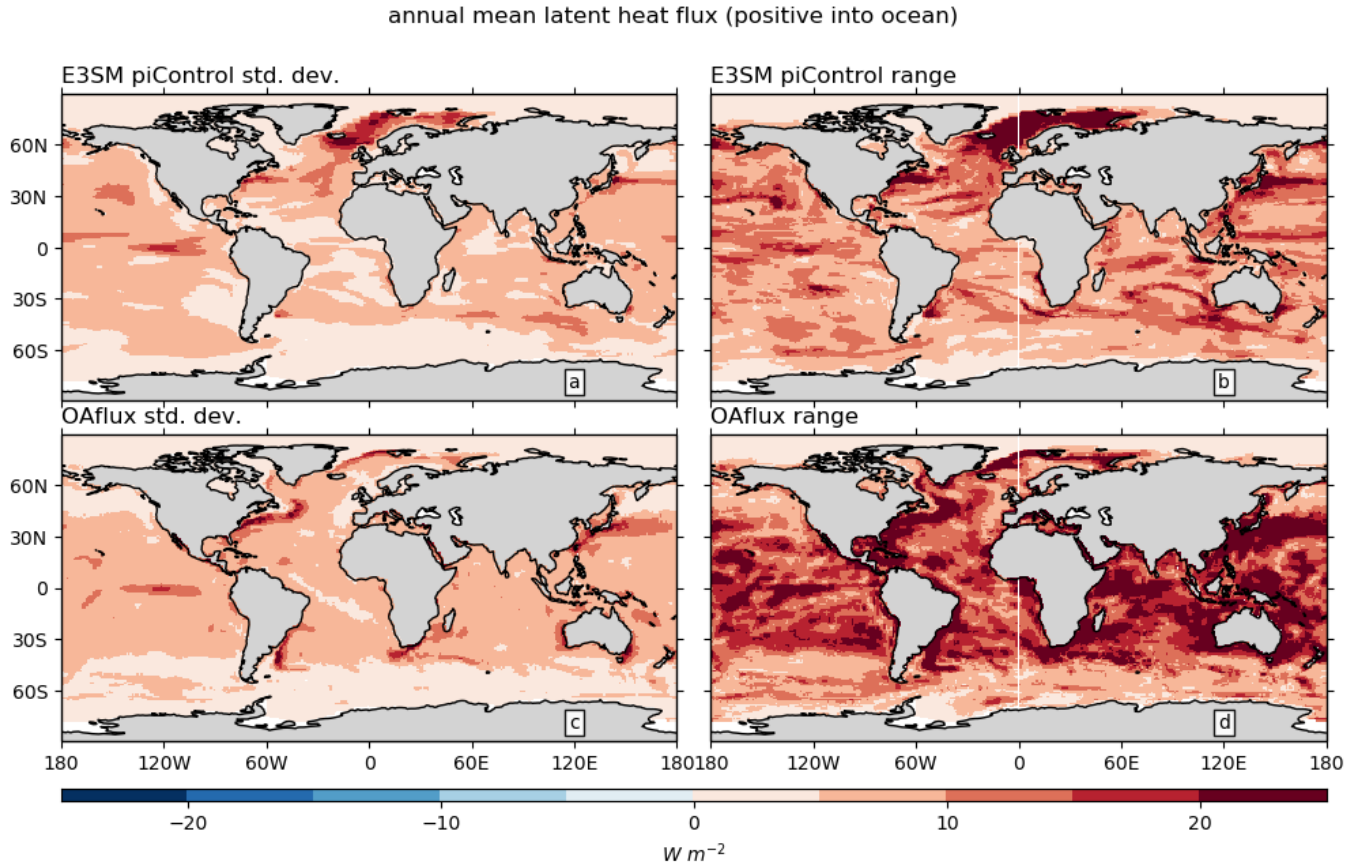 annual mean latent heat flux (positive into ocean)
E3SM piControl std. dev.
E3SM piControl range
60N
30N
0
30S
60S
a
b
OAflux std. dev.
OAflux range
60N
30N
0
30S
60S
c
d
180 120W 60W 0 60E 120E 180 120W 60W 0 60E 120E 180
−20 −10 0 10 20
W m⁻²